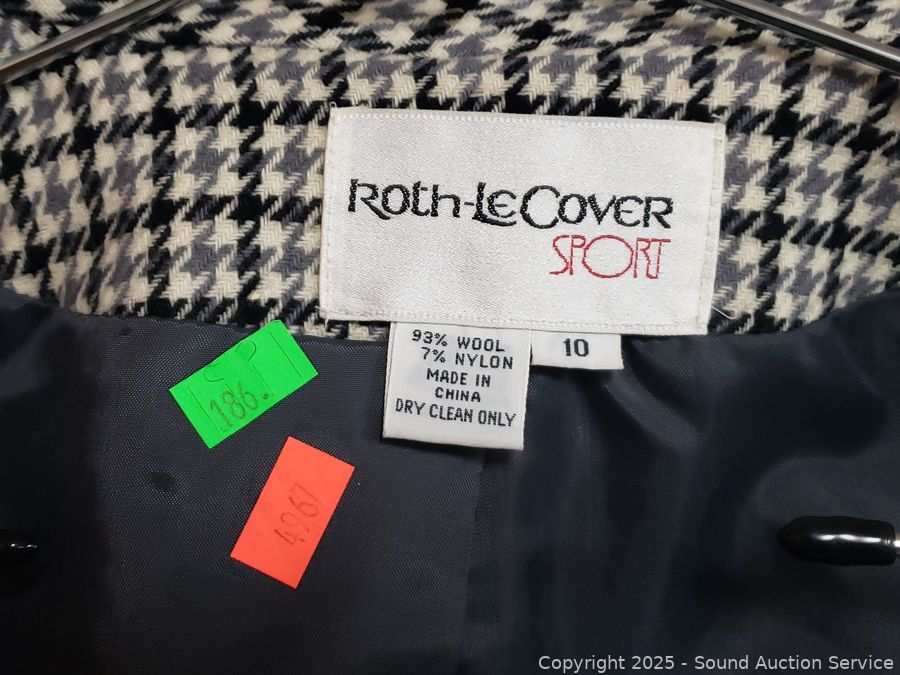 Roth-LeCover
SPORT
93% WOOL
7% NYLON
MADE IN
CHINA
DRY CLEAN ONLY
10
186.
4967
Copyright 2025 - Sound Auction Service